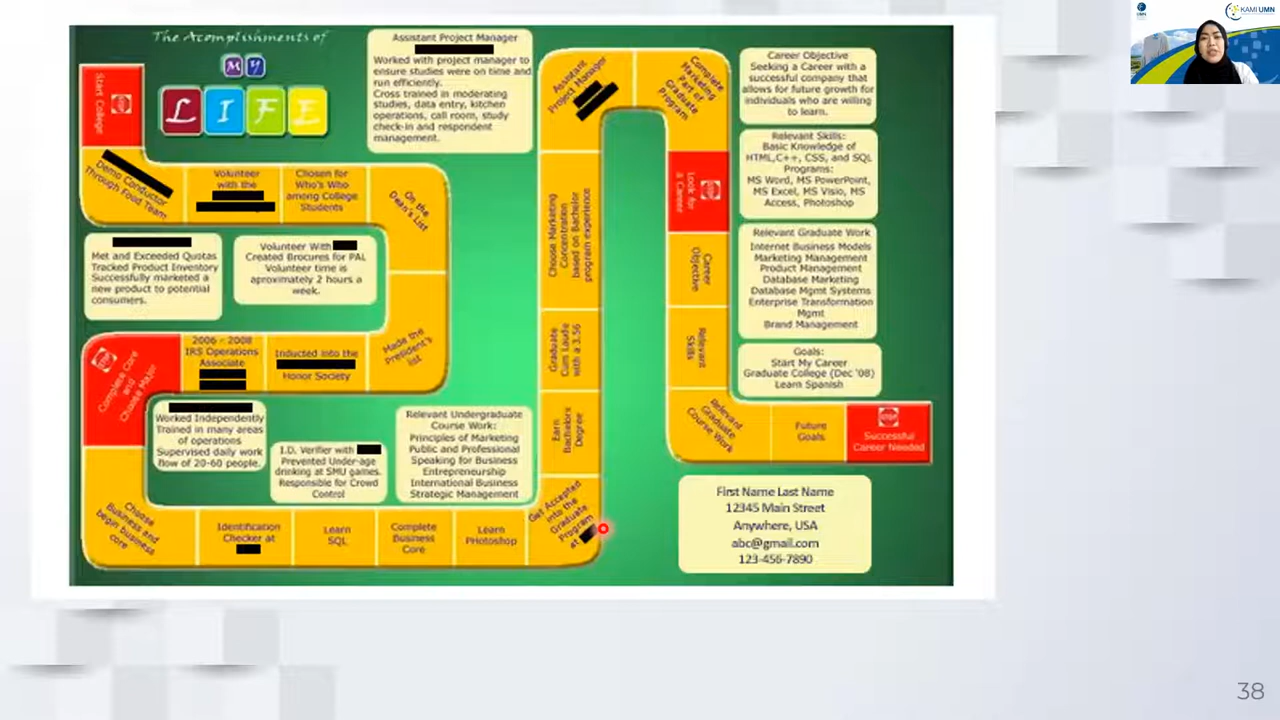 The Acomplishments of
MY
LIFE
Start College
STOP
Demo Conductor
Through Food Team
Volunteer
with the
Chosen for
Who's Who
among College
Students
On the
Dean's List
Made the
President's
list
Inducted into the
Honor Society
2006 - 2008
IRS Operations
Associate
STOP
Complete Core
and
Choose Major
Choose
Business and
begin business
core
Identification
Checker at
Learn
SQL
Complete
Business
Core
Learn
Photoshop
Get Accepted
into the
Graduate
Program
at
Earn
Bachelors
Degree
Graduate
Cum Laude
with a 3.56
Choose Marketing
Concentration
based on Bachelor
program experience
Assistant
Project Manager
Complete
Marketing
Part of
Graduate
Program
STOP
Look for
a Career
Career
Objective
Relevant
Skills
Relevant
Graduate
Course Work
Future
Goals
STOP
Successful
Career Needed
Assistant Project Manager
Worked with project manager to
ensure studies were on time and
run efficiently.
Cross trained in moderating
studies, data entry, kitchen
operations, call room, study
check-in and respondent
management.
Met and Exceeded Quotas
Tracked Product Inventory
Successfully marketed a
new product to potential
consumers.
Volunteer With
Created Brocures for PAL
Volunteer time is
aproximately 2 hours a
week.
Worked Independently
Trained in many areas
of operations
Supervised daily work
flow of 20-60 people.
I.D. Verifier with
Prevented Under-age
drinking at SMU games.
Responsible for Crowd
Control
Relevant Undergraduate
Course Work:
Principles of Marketing
Public and Professional
Speaking for Business
Entrepreneurship
International Business
Strategic Management
Career Objective
Seeking a Career with a
successful company that
allows for future growth for
individuals who are willing
to learn.
Relevant Skills:
Basic Knowledge of
HTML,C++, CSS, and SQL
Programs:
MS Word, MS PowerPoint,
MS Excel, MS Visio, MS
Access, Photoshop
Relevant Graduate Work
Internet Business Models
Marketing Management
Product Management
Database Marketing
Database Mgmt Systems
Enterprise Transformation
Mgmt
Brand Management
Goals:
Start My Career
Graduate College (Dec '08)
Learn Spanish
First Name Last Name
12345 Main Street
Anywhere, USA
abc@gmail.com
123-456-7890
UMN
KAMI UMN
38